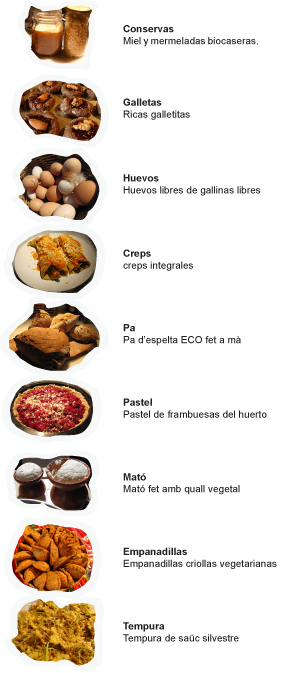 Conservas
Miel y mermeladas biocaseras.
Galletas
Ricas galletitas
Huevos
Huevos libres de gallinas libres
Creps
creps integrales
Pa
Pa d'espelta ECO fet a mà
Pastel
Pastel de frambuesas del huerto
Mató
Mató fet amb quall vegetal
Empanadillas
Empanadillas criollas vegetarianas
Tempura
Tempura de saüc silvestre